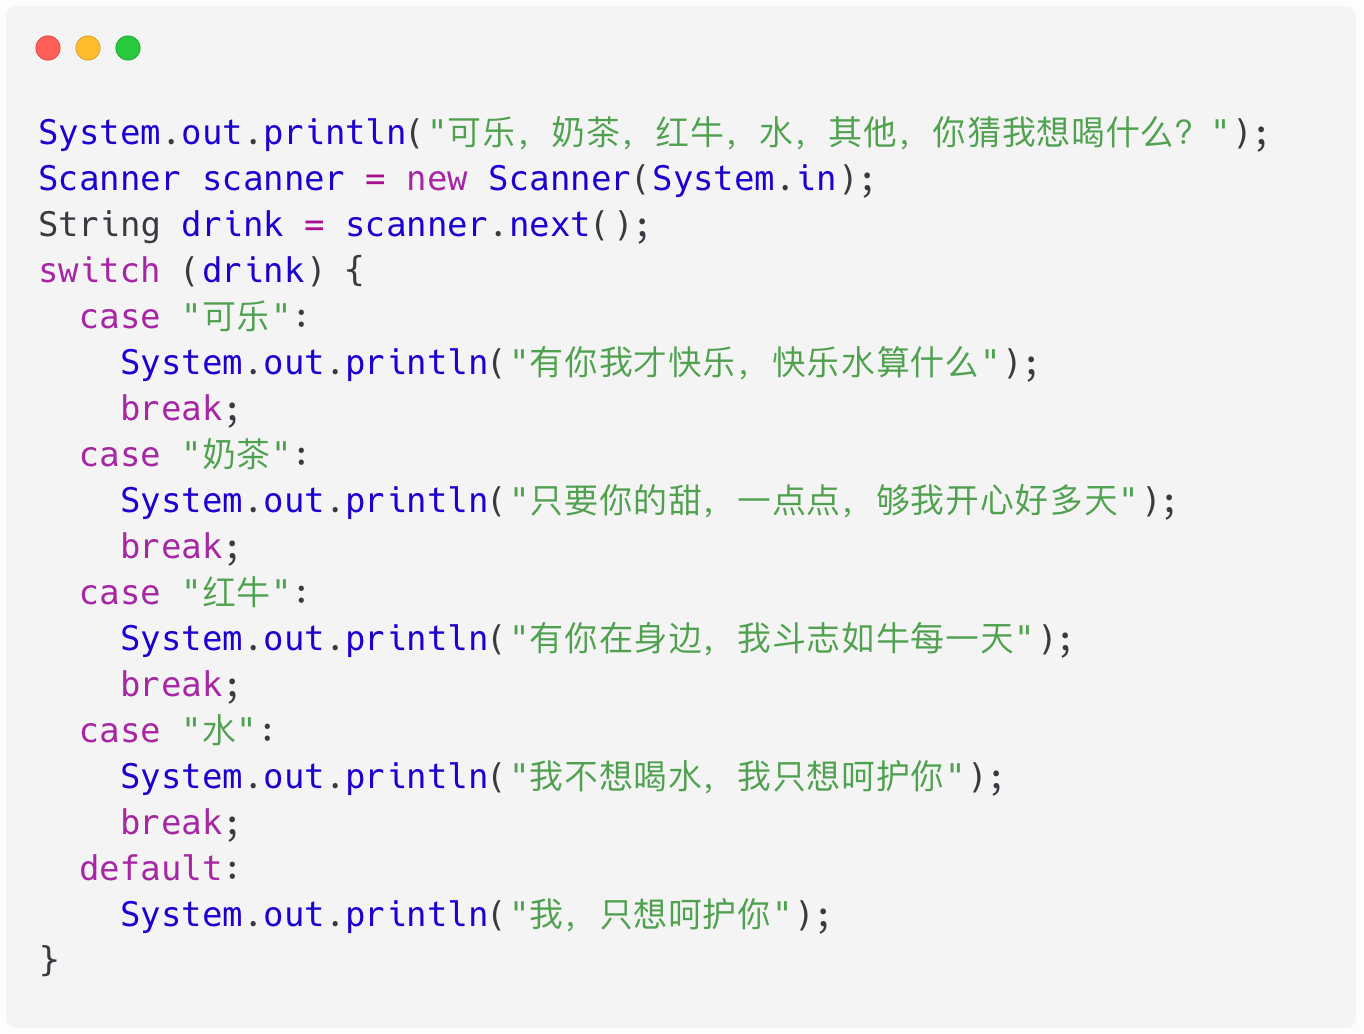 System.out.println("可乐，奶茶，红牛，水，其他，你猜我想喝什么？");
Scanner scanner = new Scanner(System.in);
String drink = scanner.next();
switch (drink) {
  case "可乐":
    System.out.println("有你我才快乐，快乐水算什么");
    break;
  case "奶茶":
    System.out.println("只要你的甜，一点点，够我开心好多天");
    break;
  case "红牛":
    System.out.println("有你在身边，我斗志如牛每一天");
    break;
  case "水":
    System.out.println("我不想喝水，我只想呵护你");
    break;
  default:
    System.out.println("我，只想呵护你");
}